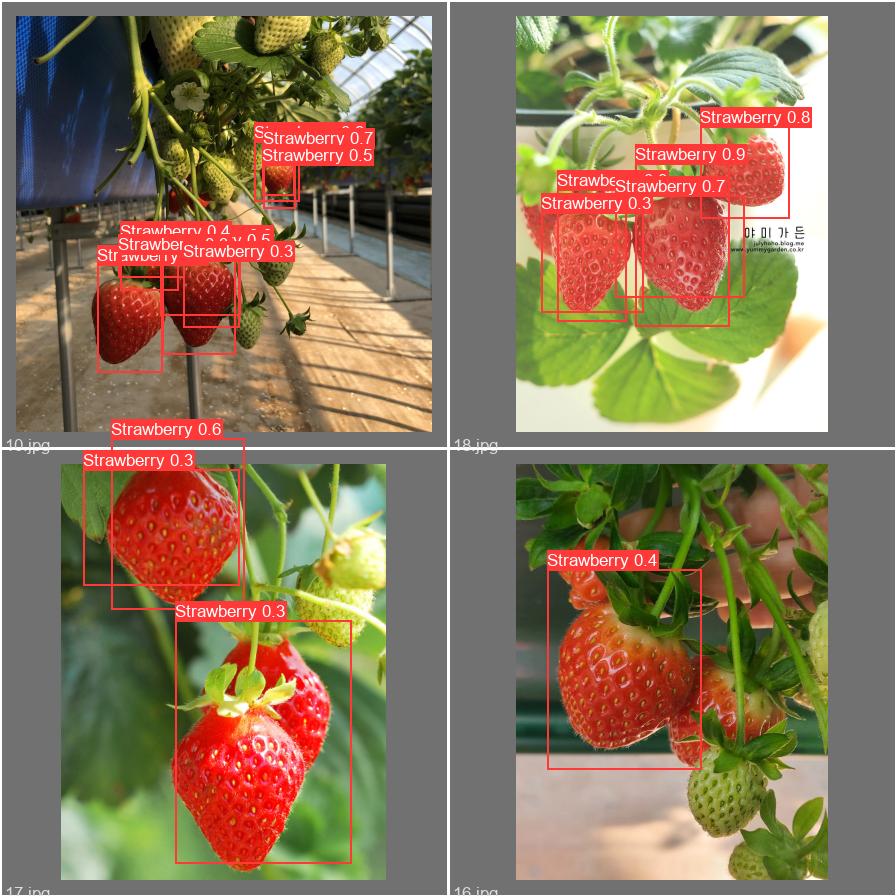 Strawberry 0.7
Strawberry 0.5
Strawberry 0.4
Strawberry 0.3
10.jpg
Strawberry 0.8
Strawberry 0.9
Strawberry 0.7
Strawberry 0.3
야미가든
julyhoho.blog.me
www.yummygarden.co.kr
18.jpg
Strawberry 0.6
Strawberry 0.3
Strawberry 0.3
17.jpg
Strawberry 0.4
16.jpg